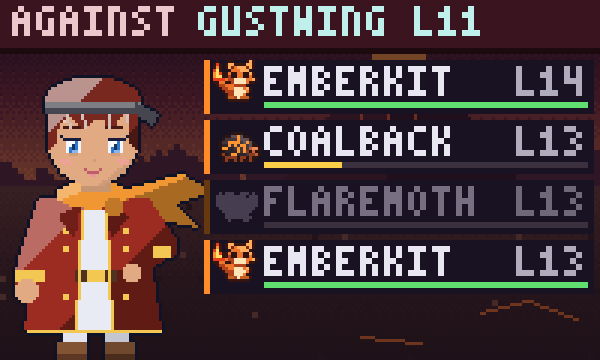 AGAINST GUSTWING L11
EMBERKIT L14
COALBACK L13
FLAREMOTH L13
EMBERKIT L13